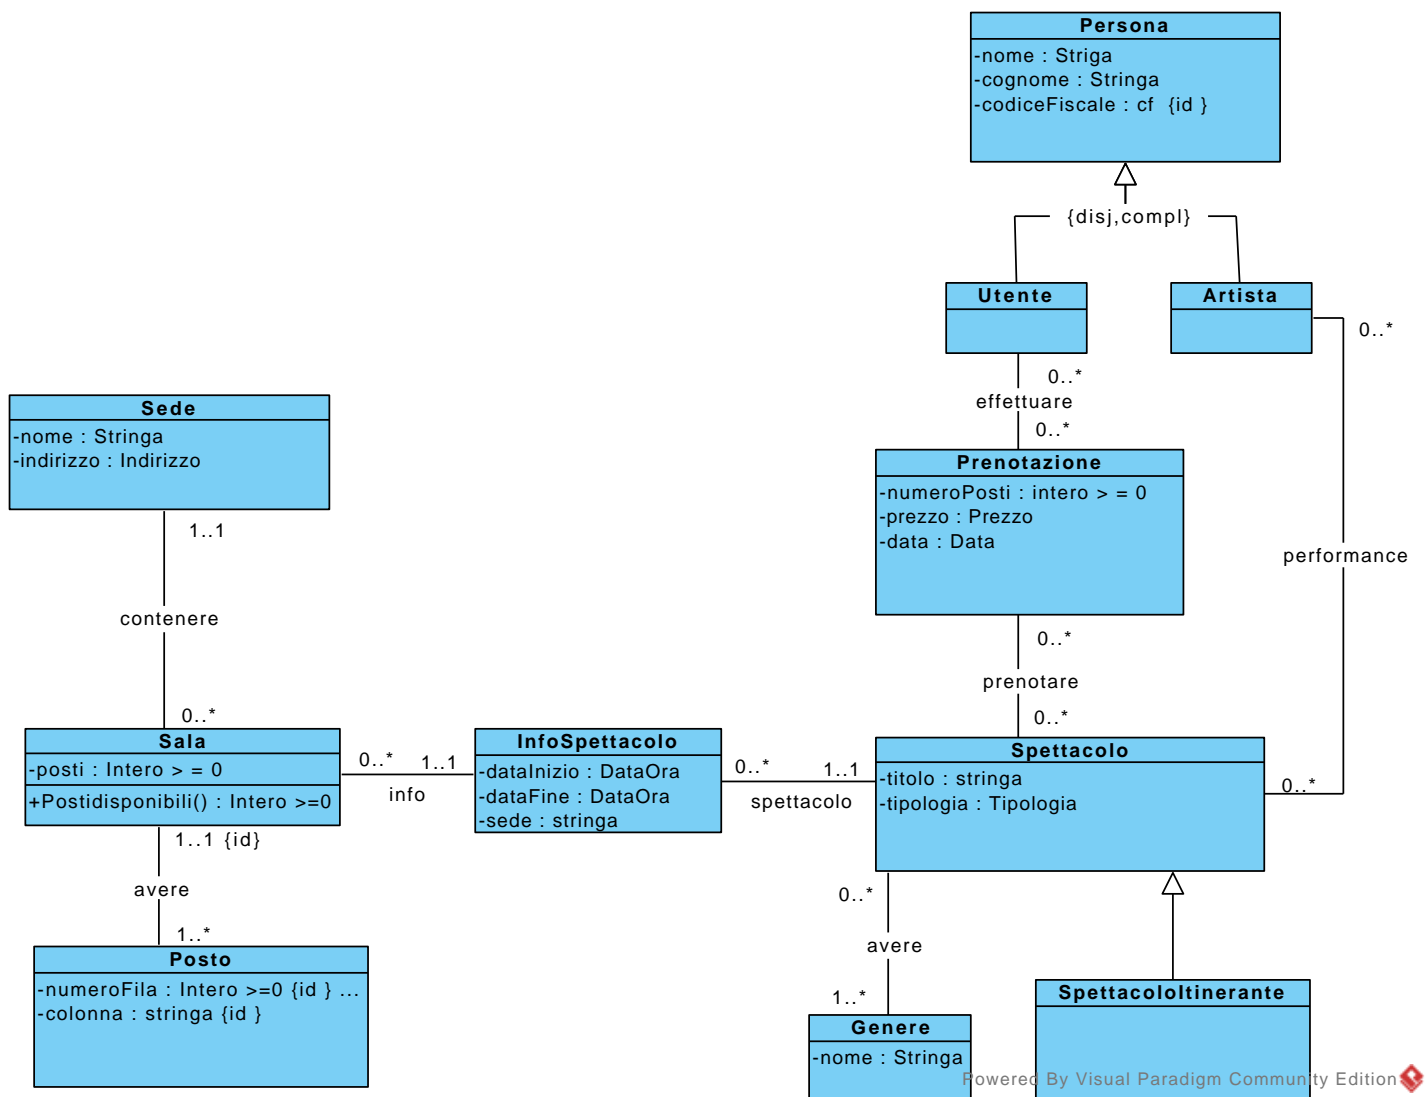 Persona
-nome : Striga
-cognome : Stringa
-codiceFiscale : cf {id }
{disj,compl}
Utente
Artista
0..*
0..*
effettuare
0..*
Sede
-nome : Stringa
-indirizzo : Indirizzo
Prenotazione
-numeroPosti : intero > = 0
-prezzo : Prezzo
-data : Data
1..1
performance
contenere
0..*
prenotare
0..*
0..*
Sala
-posti : Intero > = 0
+Postidisponibili() : Intero >=0
0..*
1..1
info
InfoSpettacolo
-dataInizio : DataOra
-dataFine : DataOra
-sede : stringa
0..*
1..1
spettacolo
Spettacolo
-titolo : stringa
-tipologia : Tipologia
0..*
1..1 {id}
avere
1..*
0..*
avere
1..*
Posto
-numeroFila : Intero >=0 {id } ...
-colonna : stringa {id }
Genere
-nome : Stringa
SpettacoloItinerante
Powered By Visual Paradigm Community Edition